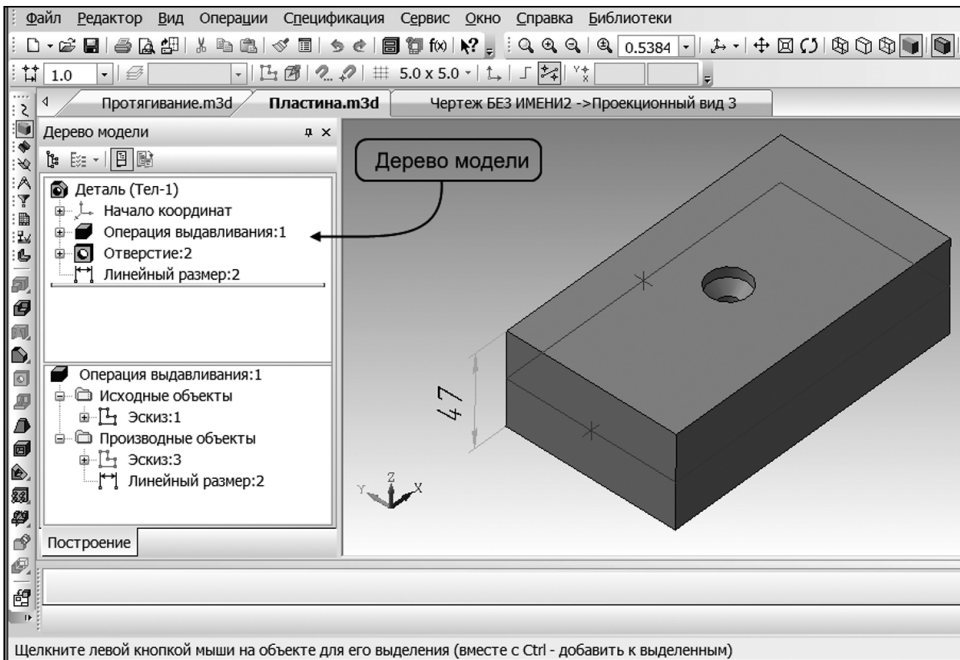 Файл Редактор Вид Операции Спецификация Сервис Окно Справка Библиотеки
0.5384
1.0 5.0 x 5.0
Протягивание.m3d Пластина.m3d Чертеж БЕЗ ИМЕНИ2 ->Проекционный вид 3
Дерево модели
Дерево модели
Деталь (Тел-1)
Начало координат
Операция выдавливания:1
Отверстие:2
Линейный размер:2
Операция выдавливания:1
Исходные объекты
Эскиз:1
Производные объекты
Эскиз:3
Линейный размер:2
Построение
47
Z
Y X
Щелкните левой кнопкой мыши на объекте для его выделения (вместе с Ctrl - добавить к выделенным)